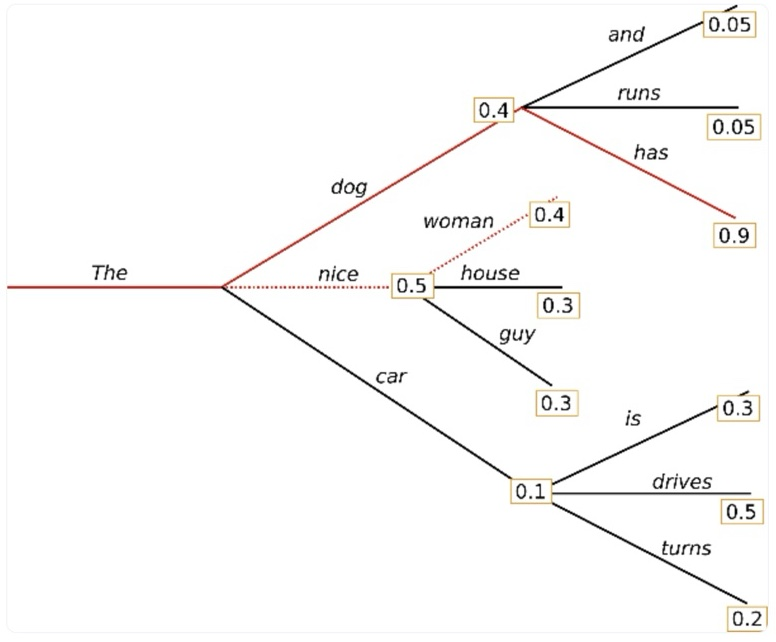 and
0.05
0.4
runs
0.05
has
dog
woman
0.4
0.9
The
nice
0.5
house
0.3
guy
car
0.3
is
0.3
0.1
drives
0.5
turns
0.2